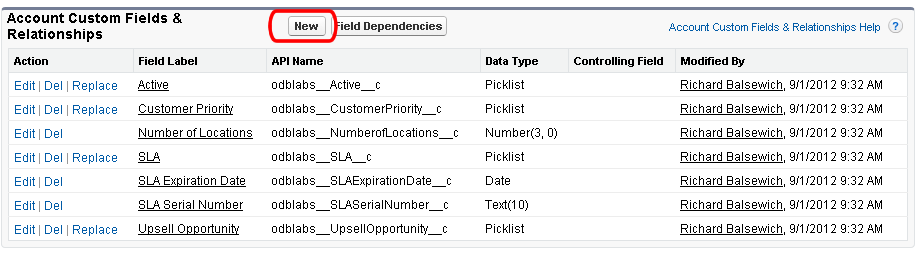 Account Custom Fields &
Relationships
New Field Dependencies Account Custom Fields & Relationships Help ?
Action Field Label API Name Data Type Controlling Field Modified By
Edit | Del | Replace Active odblabs__Active__c Picklist Richard Balsewich, 9/1/2012 9:32 AM
Edit | Del | Replace Customer Priority odblabs__CustomerPriority__c Picklist Richard Balsewich, 9/1/2012 9:32 AM
Edit | Del Number of Locations odblabs__NumberofLocations__c Number(3, 0) Richard Balsewich, 9/1/2012 9:32 AM
Edit | Del | Replace SLA odblabs__SLA__c Picklist Richard Balsewich, 9/1/2012 9:32 AM
Edit | Del SLA Expiration Date odblabs__SLAExpirationDate__c Date Richard Balsewich, 9/1/2012 9:32 AM
Edit | Del SLA Serial Number odblabs__SLASerialNumber__c Text(10) Richard Balsewich, 9/1/2012 9:32 AM
Edit | Del | Replace Upsell Opportunity odblabs__UpsellOpportunity__c Picklist Richard Balsewich, 9/1/2012 9:32 AM